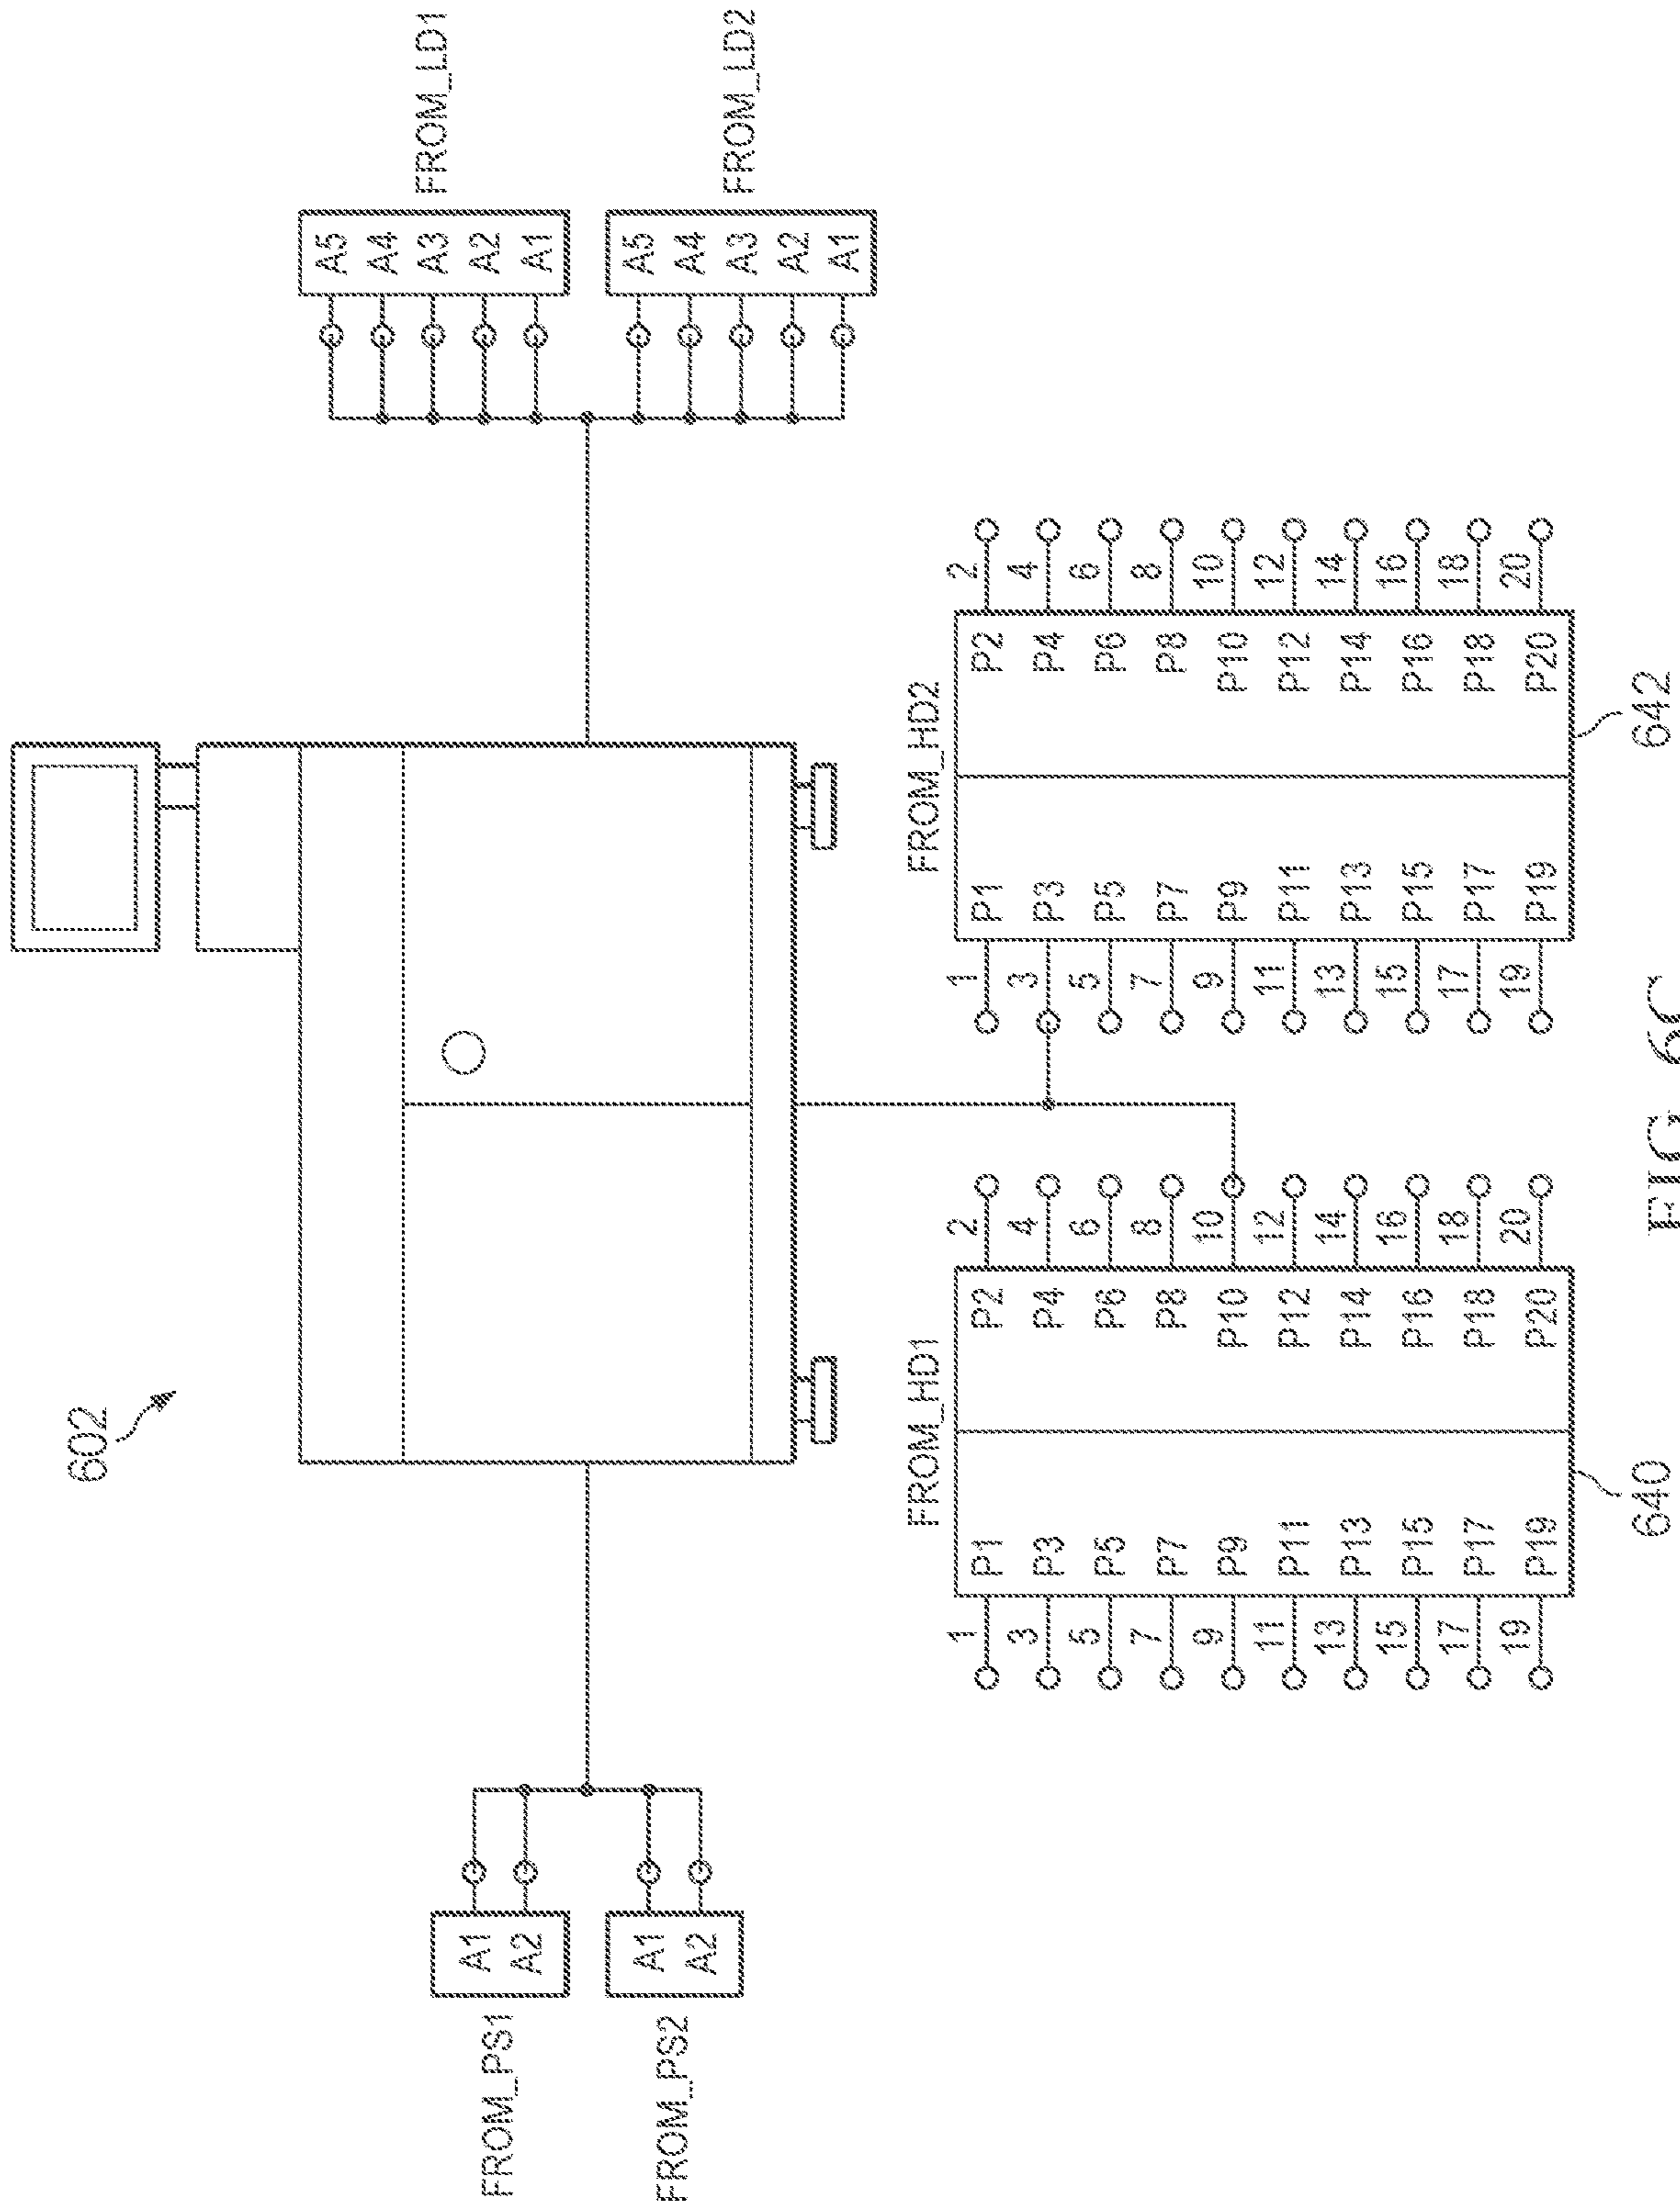 602
FROM_PS1
A1
A2
FROM_PS2
A1
A2
A5
A4
A3
A2
A1
FROM_LD1
A5
A4
A3
A2
A1
FROM_LD2
FROM_HD1
1 P1 P2 2
3 P3 P4 4
5 P5 P6 6
7 P7 P8 8
9 P9 P10 10
11 P11 P12 12
13 P13 P14 14
15 P15 P16 16
17 P17 P18 18
19 P19 P20 20
640
FROM_HD2
1 P1 P2 2
3 P3 P4 4
5 P5 P6 6
7 P7 P8 8
9 P9 P10 10
11 P11 P12 12
13 P13 P14 14
15 P15 P16 16
17 P17 P18 18
19 P19 P20 20
642
FIG. 6C